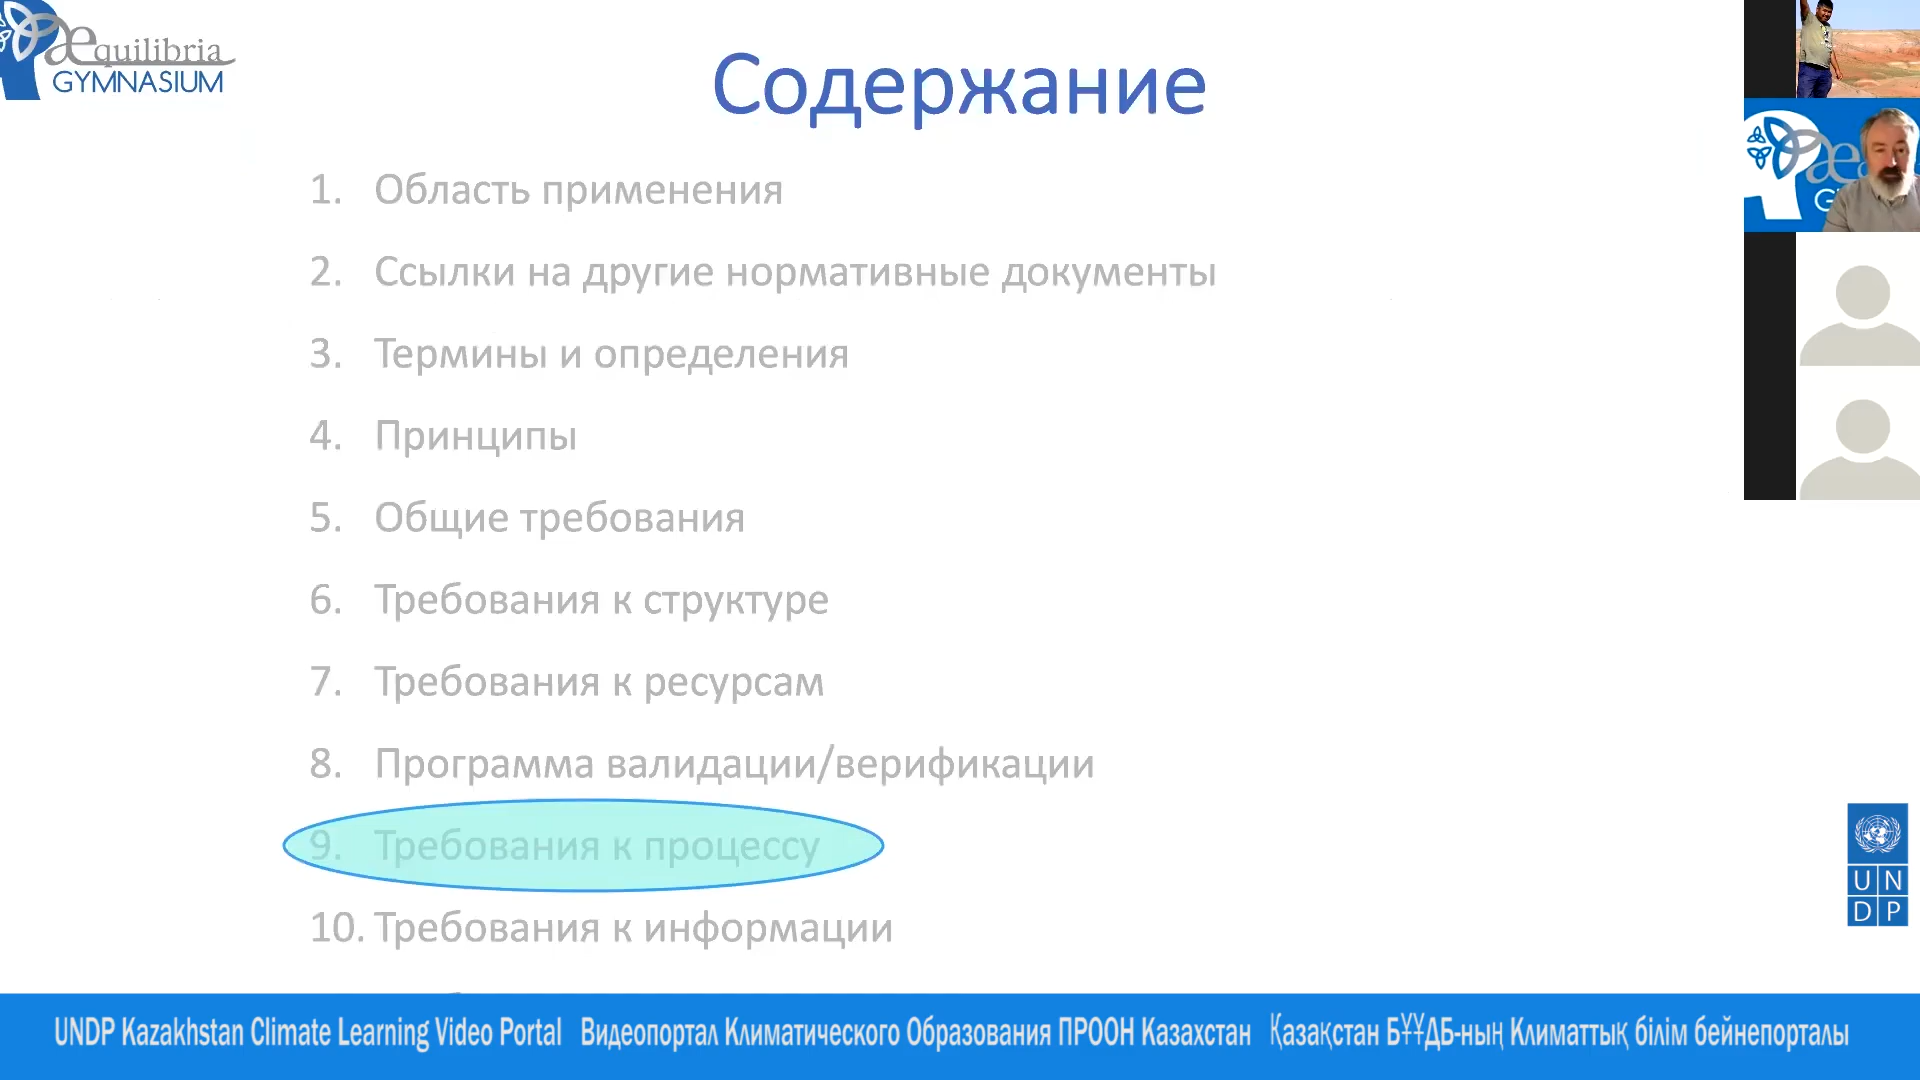 Æquilibria
GYMNASIUM
Содержание
1. Область применения
2. Ссылки на другие нормативные документы
3. Термины и определения
4. Принципы
5. Общие требования
6. Требования к структуре
7. Требования к ресурсам
8. Программа валидации/верификации
9. Требования к процессу
10. Требования к информации
U N
D P
UNDP Kazakhstan Climate Learning Video Portal Видеопортал Климатического Образования ПРООН Казахстан Қазақстан БҰҰДБ-ның Климаттық білім бейнепорталы